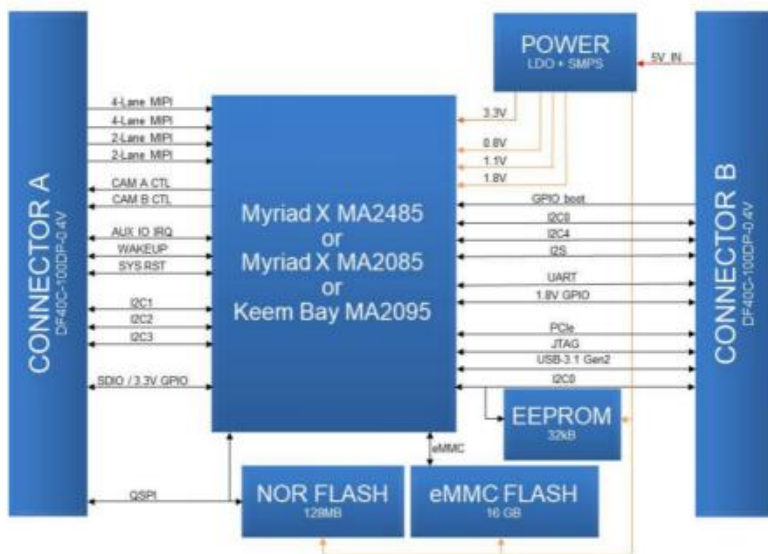 POWER
LDO + SMPS
5V IN
4-Lane MIPI
4-Lane MIPI
2-Lane MIPI
2-Lane MIPI
3.3V
0.8V
1.1V
1.8V
CAM A CTL
CAM B CTL
GPIO boot
I2C0
I2C4
I2S
AUX IO IRQ
WAKEUP
SYS RST
UART
1.8V GPIO
I2C1
I2C2
I2C3
PCIe
JTAG
USB-3.1 Gen2
I2C0
SDIO / 3.3V GPIO
CONNECTOR A
DF40C-100DP-0.4V
Myriad X MA2485
or
Myriad X MA2085
or
Keem Bay MA2095
CONNECTOR B
DF40C-100DP-0.4V
EEPROM
32kB
eMMC
QSPI
NOR FLASH
128MB
eMMC FLASH
16 GB